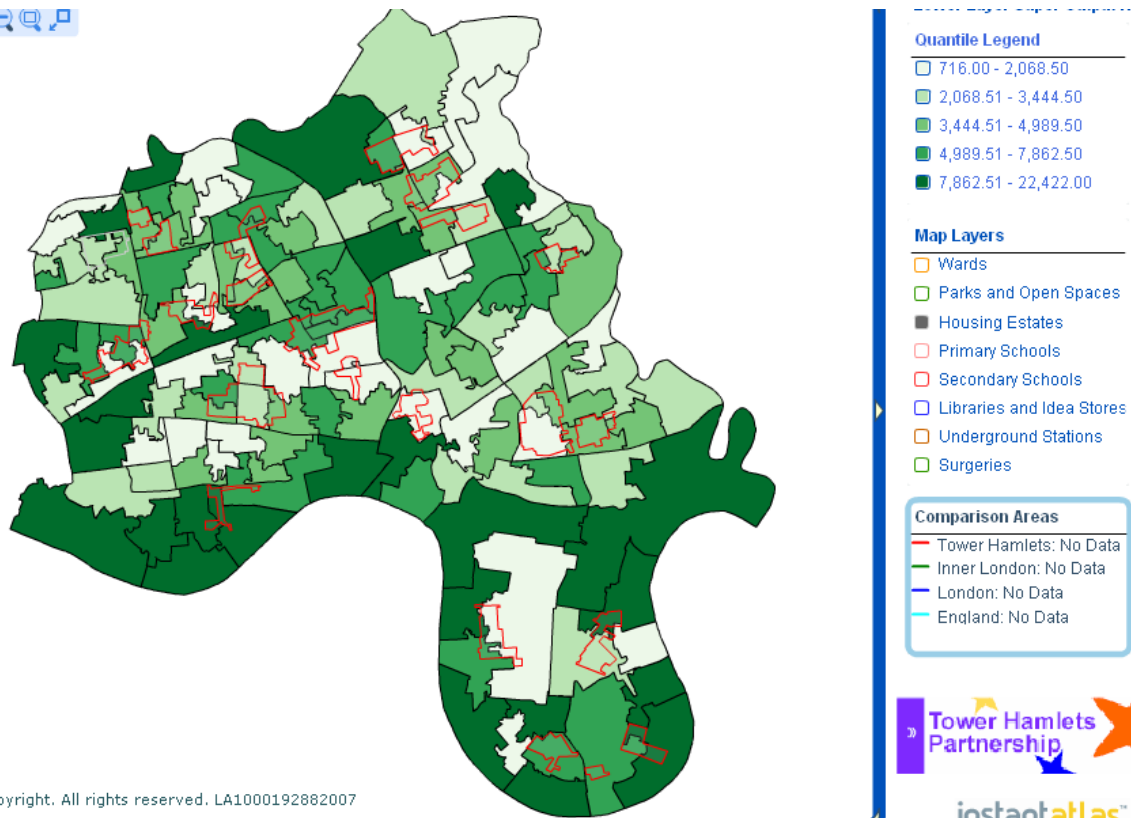 Quantile Legend
716.00 - 2,068.50
2,068.51 - 3,444.50
3,444.51 - 4,989.50
4,989.51 - 7,862.50
7,862.51 - 22,422.00
Map Layers
Wards
Parks and Open Spaces
Housing Estates
Primary Schools
Secondary Schools
Libraries and Idea Stores
Underground Stations
Surgeries
Comparison Areas
Tower Hamlets: No Data
Inner London: No Data
London: No Data
England: No Data
» Tower Hamlets
Partnership
instantatlas™
opyright. All rights reserved. LA1000192882007